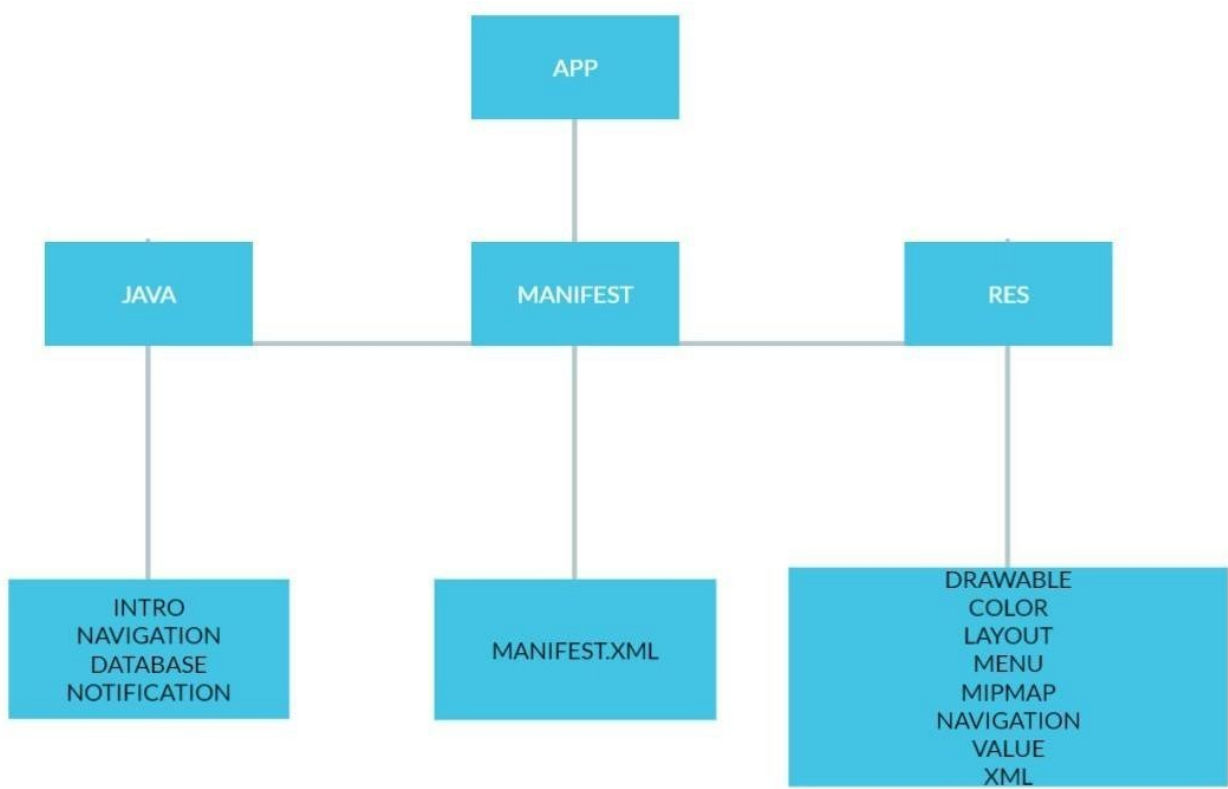 APP
JAVA
MANIFEST
RES
INTRO
NAVIGATION
DATABASE
NOTIFICATION
MANIFEST.XML
DRAWABLE
COLOR
LAYOUT
MENU
MIPMAP
NAVIGATION
VALUE
XML